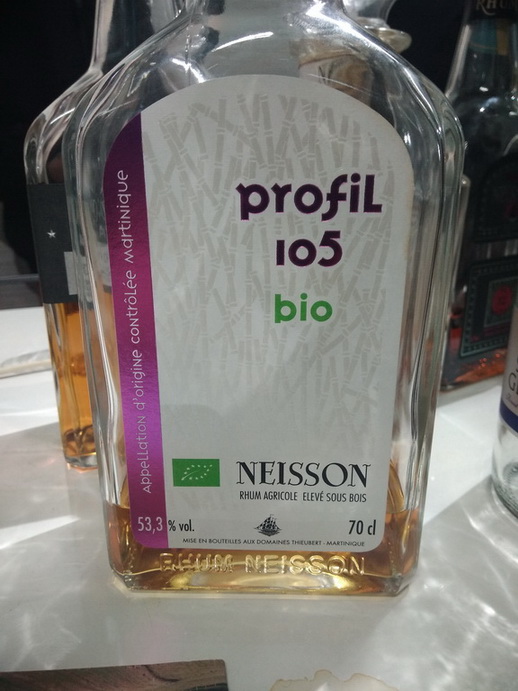 Appellation d'origine contrôlée Martinique
profil
105
bio
NEISSON
RHUM AGRICOLE ELEVÉ SOUS BOIS
53,3 % vol.
70 cl
MISE EN BOUTEILLES AUX DOMAINES THIEUBERT - MARTINIQUE
RHUM NEISSON